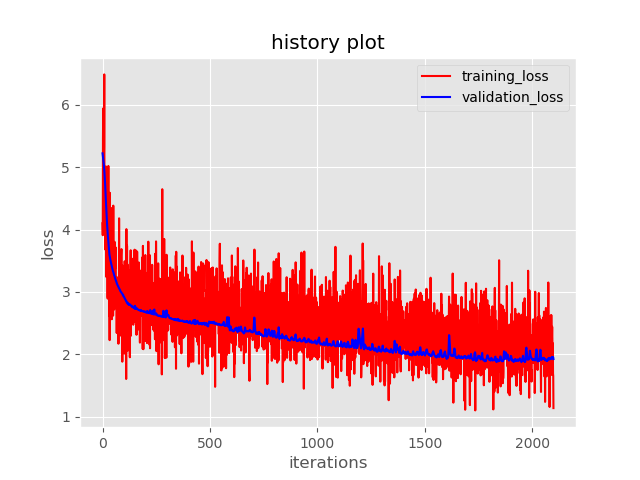 history plot
training_loss
validation_loss
6
5
4
3
2
1
loss
0
500
1000
1500
2000
iterations